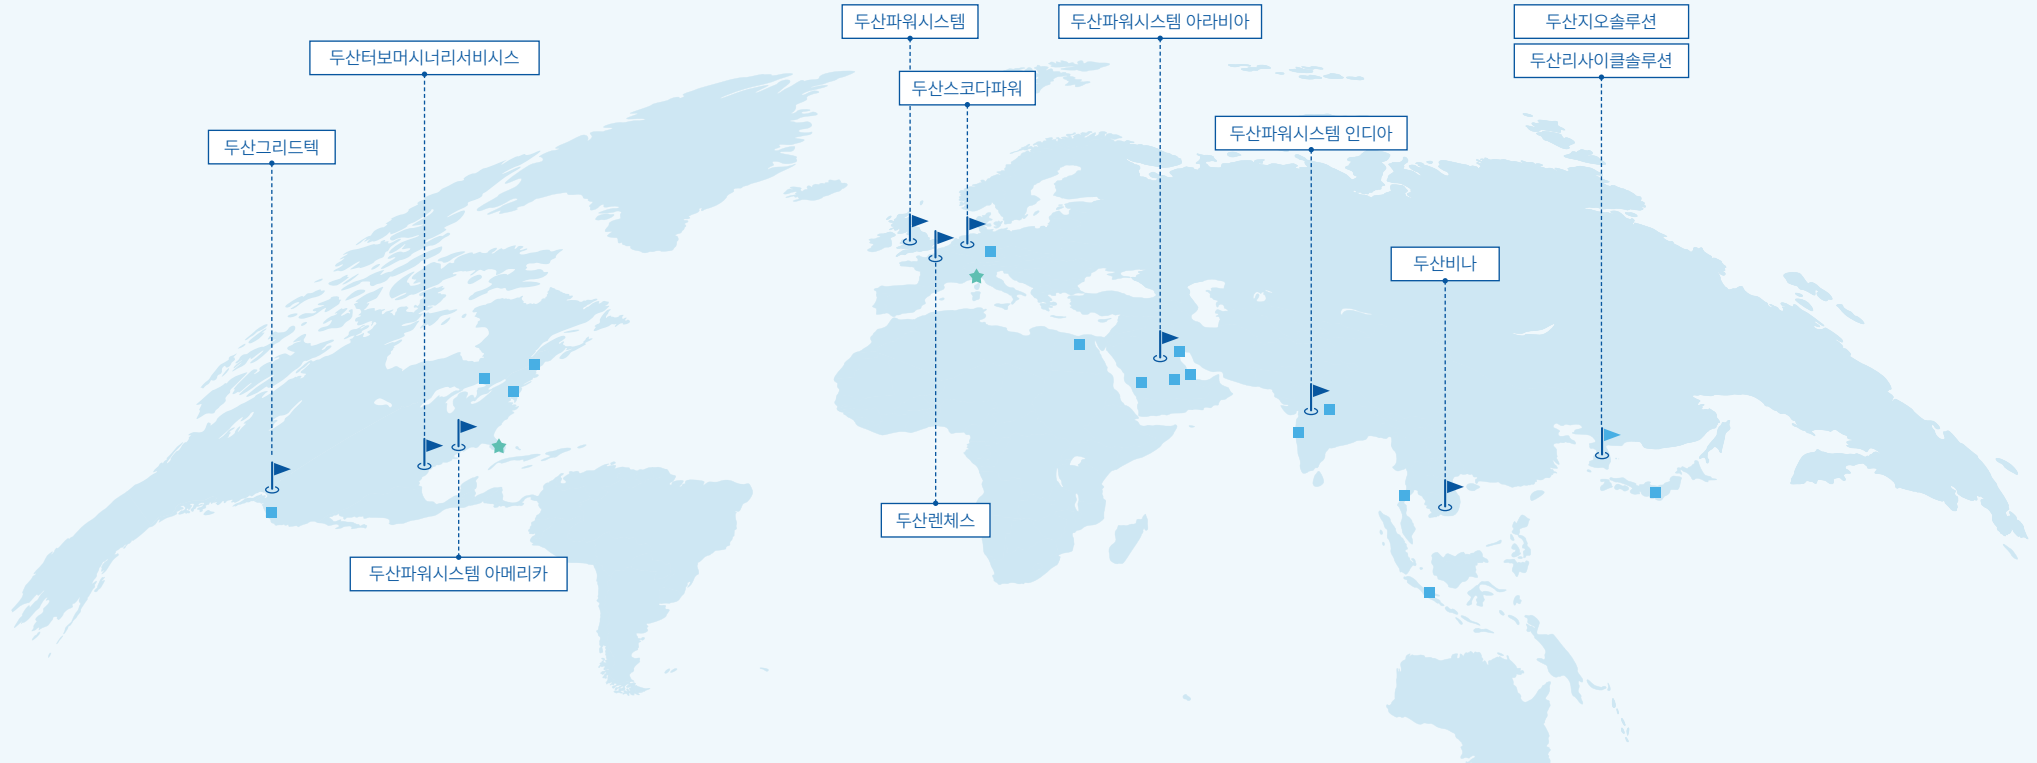 두산파워시스템
두산파워시스템 아라비아
두산지오솔루션
두산터보머시너리서비시스
두산리사이클솔루션
두산스코다파워
두산그리드텍
두산파워시스템 인디아
두산비나
두산렌체스
두산파워시스템 아메리카